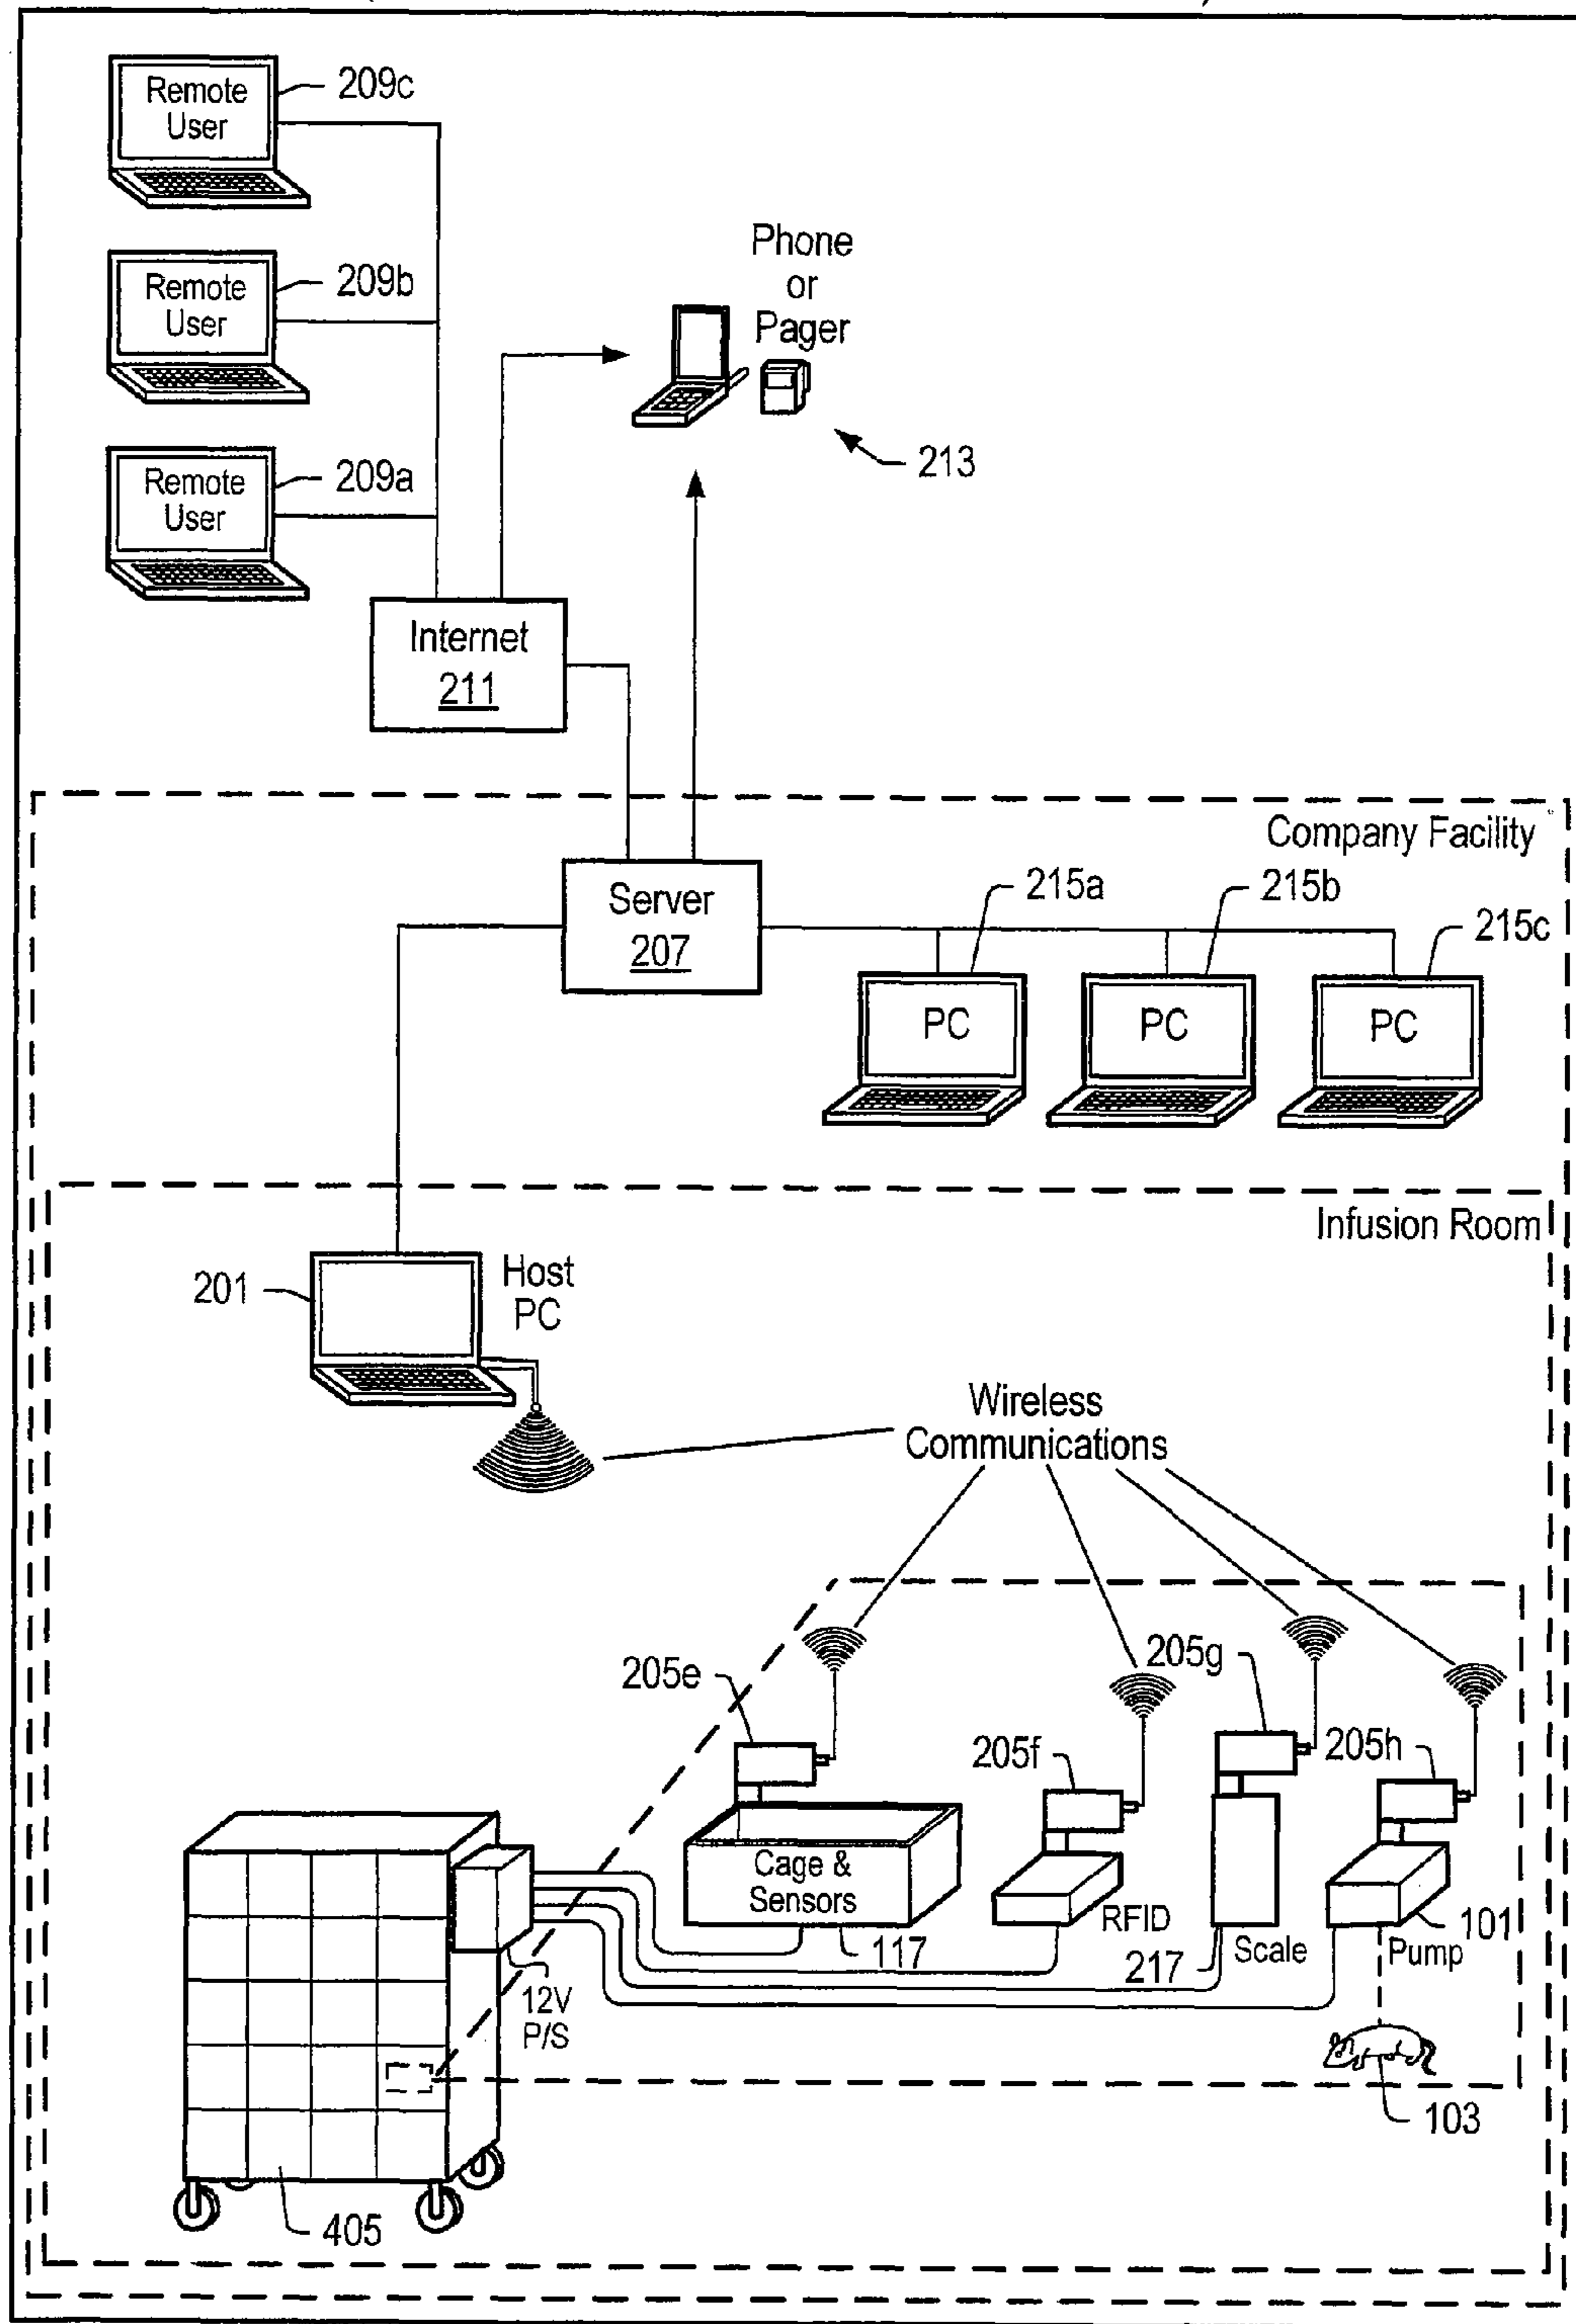 Remote
User
209c
Remote
User
209b
Remote
User
209a
Phone
or
Pager
213
Internet
211
Company Facility
Server
207
215a
215b
215c
PC
PC
PC
Infusion Room
201
Host
PC
Wireless
Communications
205e
205f
205g
205h
Cage &
Sensors
117
RFID
217
Scale
101
Pump
12V
P/S
103
405